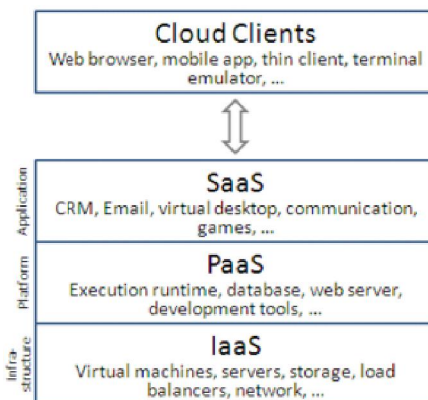 Cloud Clients
Web browser, mobile app, thin client, terminal
emulator, ...
Application
SaaS
CRM, Email, virtual desktop, communication,
games, ...
Platform
PaaS
Execution runtime, database, web server,
development tools, ...
Infra-
structure
IaaS
Virtual machines, servers, storage, load
balancers, network, ...